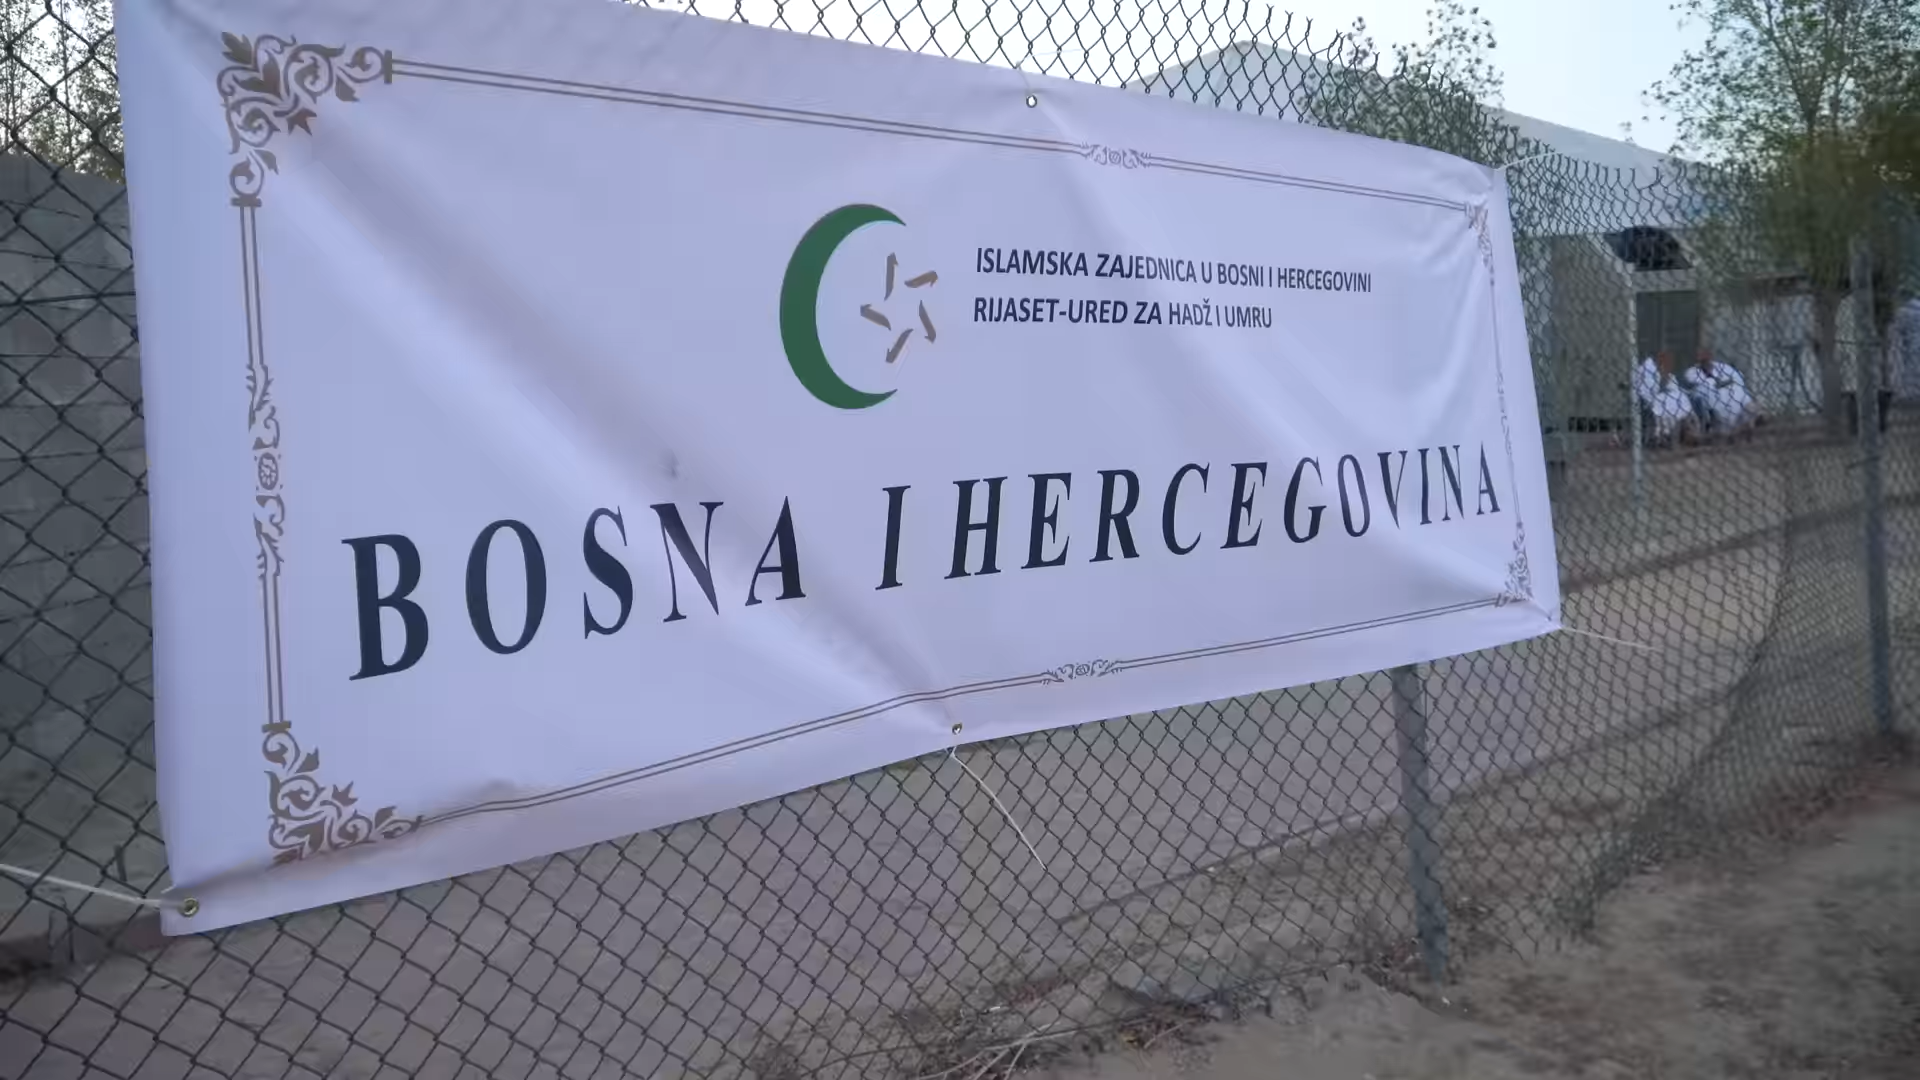 ISLAMSKA ZAJEDNICA U BOSNI I HERCEGOVINI
RIJASET-URED ZA HADŽ I UMRU
BOSNA I HERCEGOVINA